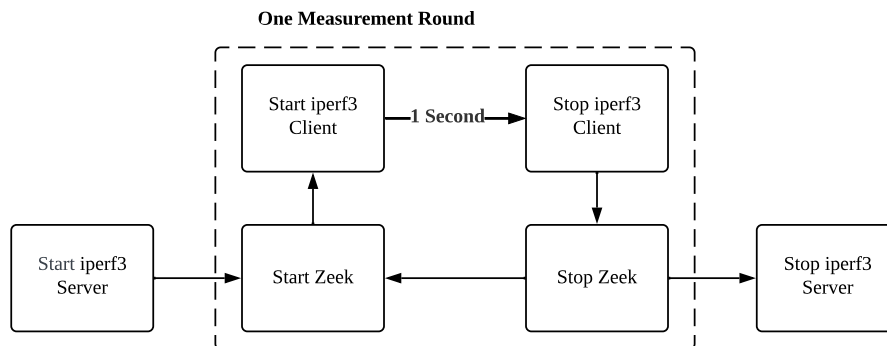 One Measurement Round
Start iperf3
Client
1 Second
Stop iperf3
Client
Start iperf3
Server
Start Zeek
Stop Zeek
Stop iperf3
Server